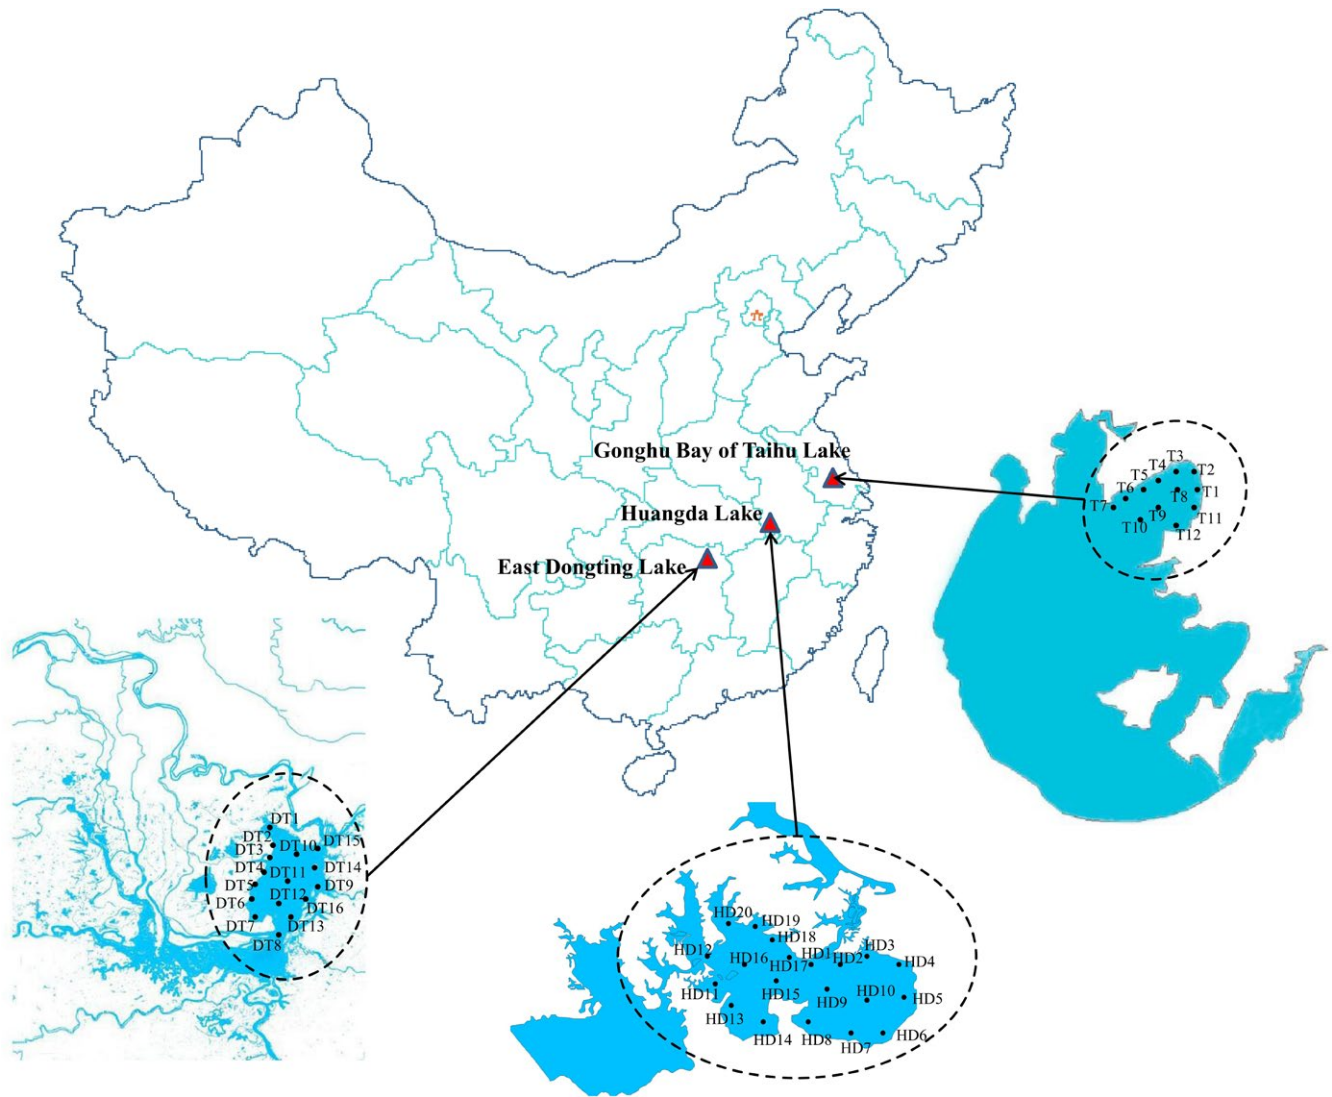 Gonghu Bay of Taihu Lake
Huangda Lake
East Dongting Lake
T3
T4
T2
T5
T6
T8
T1
T7
T9
T10
T11
T12
DT1
DT2
DT10
DT15
DT3
DT4
DT11
DT14
DT5
DT9
DT12
DT6
DT16
DT7
DT13
DT8
HD20
HD19
HD18
HD12
HD16
HD17
HD1
HD2
HD3
HD4
HD11
HD15
HD9
HD10
HD5
HD13
HD14
HD8
HD7
HD6